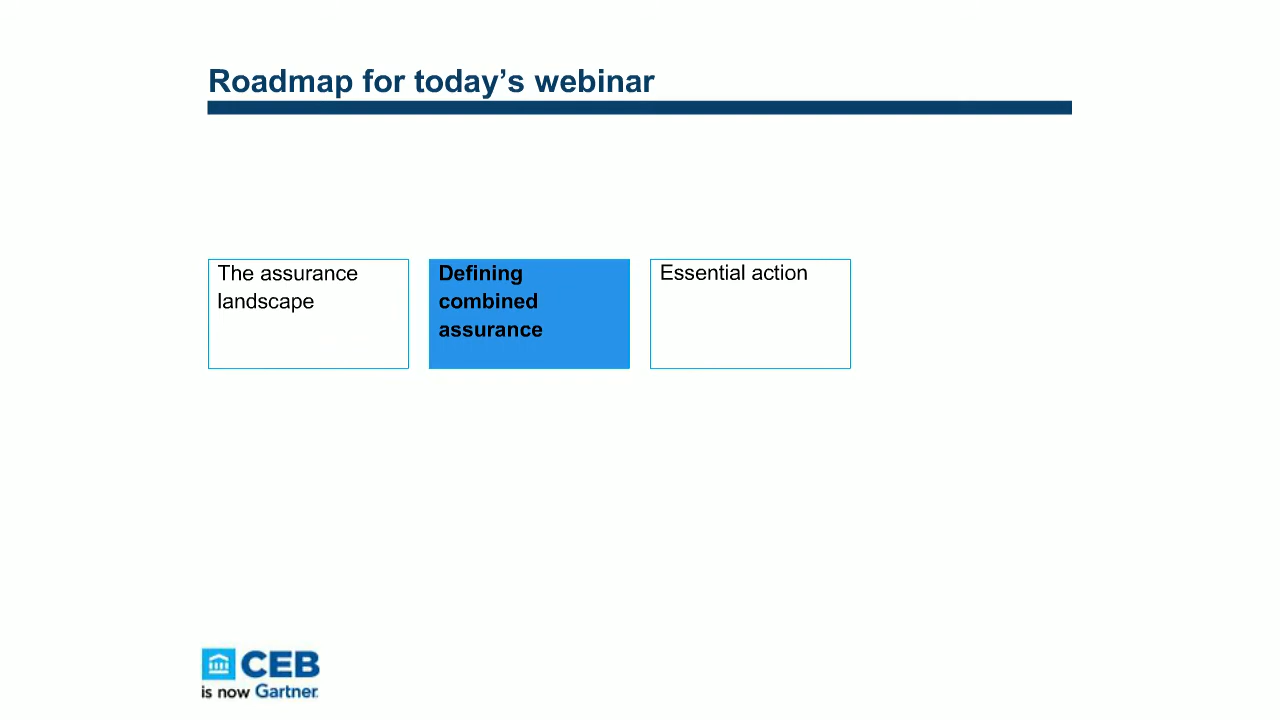 Roadmap for today’s webinar
The assurance
landscape
Defining
combined
assurance
Essential action
CEB
is now Gartner